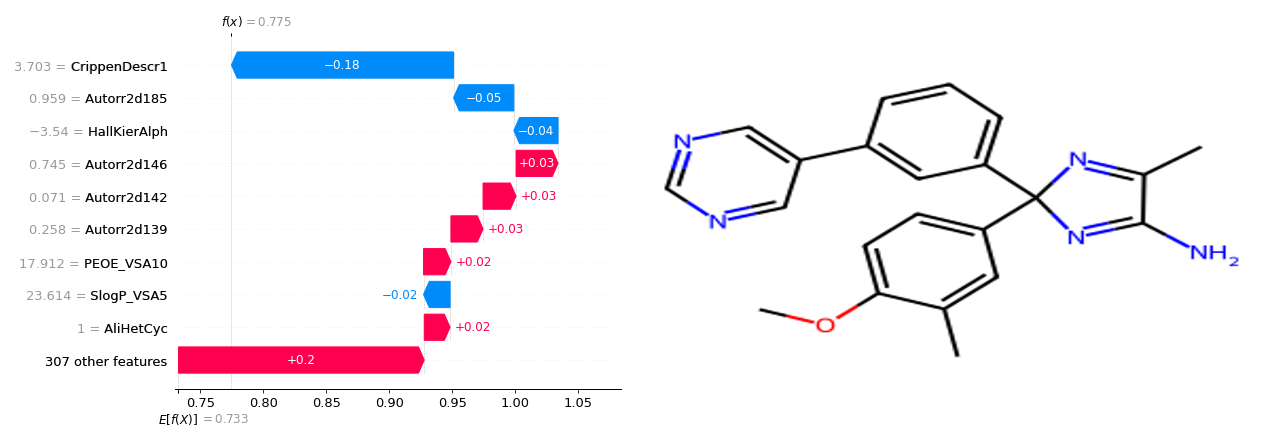 f(x) = 0.775
3.703 = CrippenDescr1
−0.18
0.959 = Autorr2d185
−0.05
−3.54 = HallKierAlph
−0.04
0.745 = Autorr2d146
+0.03
0.071 = Autorr2d142
+0.03
0.258 = Autorr2d139
+0.03
17.912 = PEOE_VSA10
+0.02
23.614 = SlogP_VSA5
−0.02
1 = AliHetCyc
+0.02
307 other features
+0.2
0.75 0.80 0.85 0.90 0.95 1.00 1.05
E[f(X)] = 0.733
N
N
N
N
NH₂
O